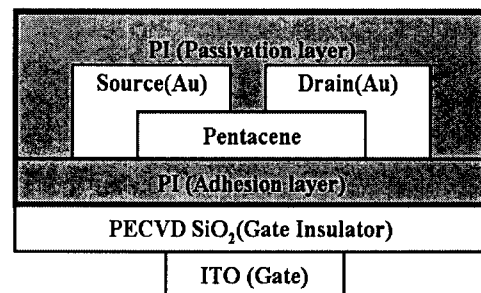 PI (Passivation layer)
Source(Au) Drain(Au)
Pentacene
PI (Adhesion layer)
PECVD SiO₂(Gate Insulator)
ITO (Gate)